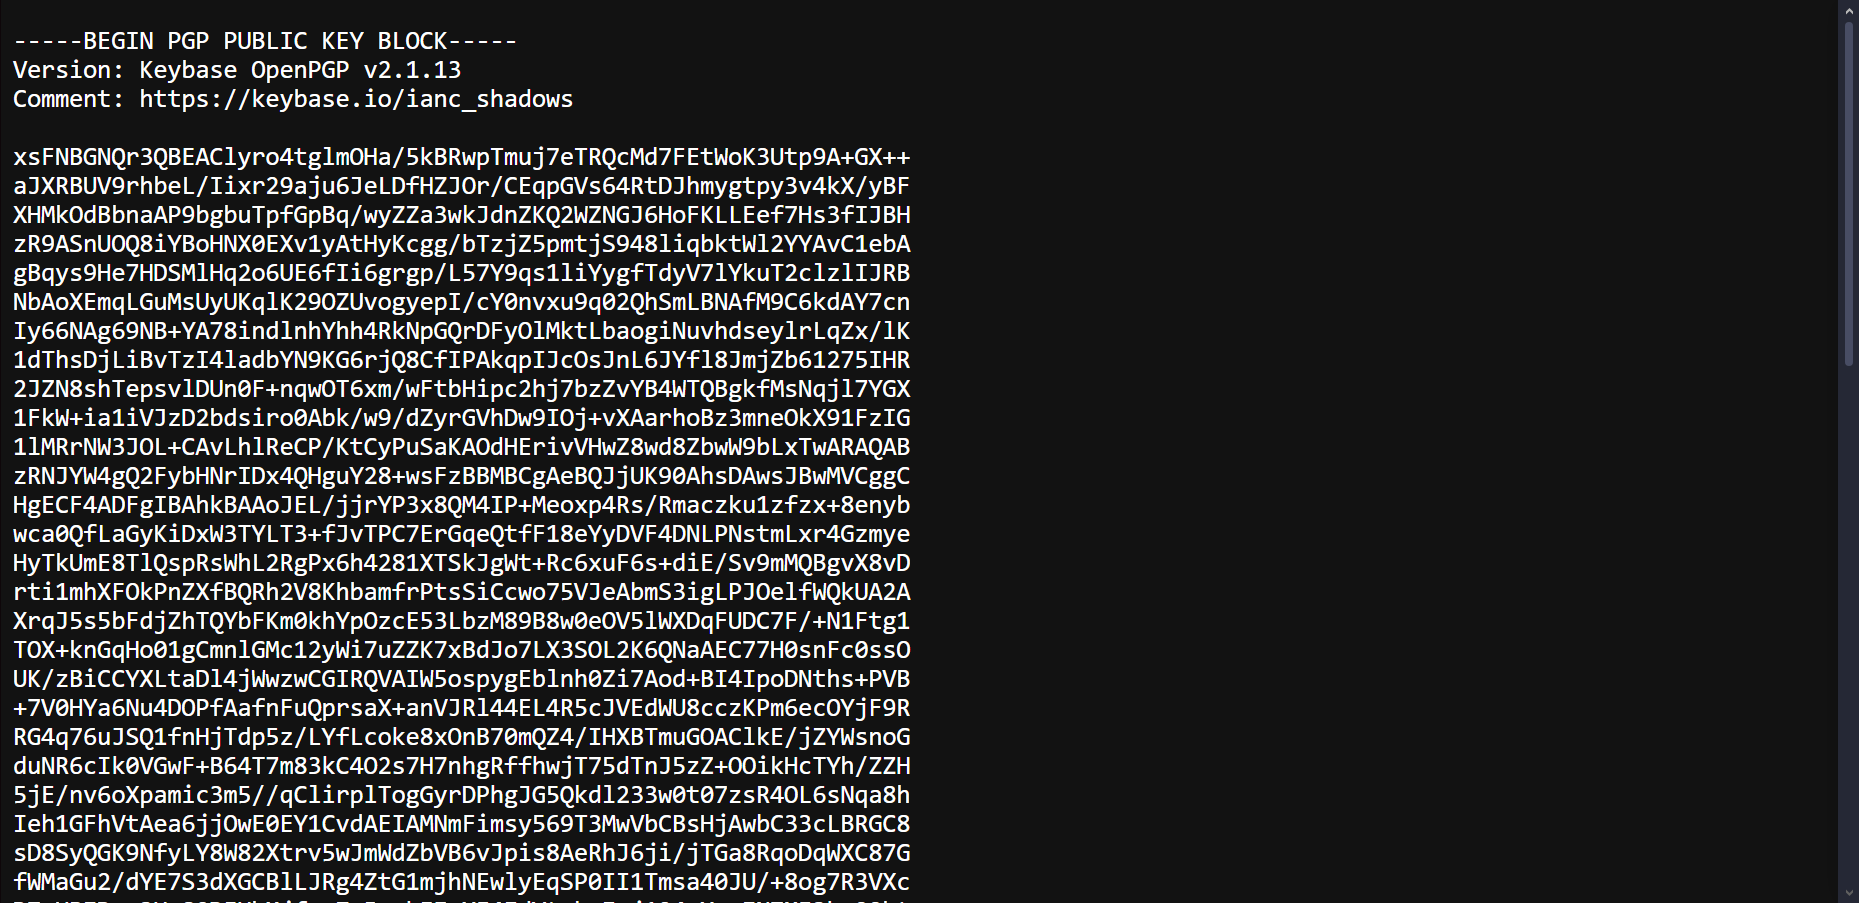 -----BEGIN PGP PUBLIC KEY BLOCK-----
Version: Keybase OpenPGP v2.1.13
Comment: https://keybase.io/ianc_shadows
xsFNBGNQr3QBEAClyro4tglmOHa/5kBRwpTmuj7eTRQcMd7FEtWoK3Utp9A+GX++
aJXRBUV9rhbeL/Iixr29aju6JeLDfHZJOr/CEqpGVs64RtDJhmygtpy3v4kX/yBF
XHMkOdBbnaAP9bgbuTpfGpBq/wyZZa3wkJdnZKQ2WZNGJ6HoFKLLEef7Hs3fIJBH
zR9ASnUOQ8iYBoHNX0EXv1yAtHyKcgg/bTzjZ5pmtjS948liqbktWl2YYAvC1ebA
gBqys9He7HDSMlHq2o6UE6fIi6grgp/L57Y9qs1liYygfTdyV7lYkuT2clzlIJRB
NbAoXEmqLGuMsUyUKqlK29OZUvogyepI/cY0nvxu9q02QhSmLBNAfM9C6kdAY7cn
Iy66NAg69NB+YA78indlnhYhh4RkNpGQrDFyOlMktLbaogiNuvhdseylrLqZx/lK
1dThsDjLiBvTzI4ladbYN9KG6rjQ8CfIPAkqpIJcOsJnL6JYfl8JmjZb61275IHR
2JZN8shTepsvlDUn0F+nqwOT6xm/wFtbHipc2hj7bzZvYB4WTQBgkfMsNqjl7YGX
1FkW+ia1iVJzD2bdsiro0Abk/w9/dZyrGVhDw9IOj+vXAarhoBz3mneOkX91FzIG
1lMRrNW3JOL+CAvLhlReCP/KtCyPuSaKAOdHErivVHwZ8wd8ZbwW9bLxTwARAQAB
zRNJYW4gQ2FybHNrIDx4QHguY28+wsFzBBMBCgAeBQJjUK90AhsDAwsJBwMVCggC
HgECF4ADFgIBAhkBAAoJEL/jjrYP3x8QM4IP+Meoxp4Rs/Rmaczku1zfzx+8enyb
wca0QfLaGyKiDxW3TYLT3+fJvTPC7ErGqeQtfF18eYyDVF4DNLPNstmLxr4Gzmye
HyTkUmE8TlQspRsWhL2RgPx6h4281XTSkJgWt+Rc6xuF6s+diE/Sv9mMQBgvX8vD
rti1mhXFOkPnZXfBQRh2V8KhbamfrPtsSiCcwo75VJeAbmS3igLPJOelfWQkUA2A
XrqJ5s5bFdjZhTQYbFKm0khYpOzcE53LbzM89B8w0eOV5lWXDqFUDC7F/+N1Ftg1
TOX+knGqHo01gCmnlGMc12yWi7uZZK7xBdJo7LX3SOL2K6QNaAEC77H0snFc0ssO
UK/zBiCCYXLtaDl4jWwzwCGIRQVAIW5ospygEblnh0Zi7Aod+BI4IpoDNths+PVB
+7V0HYa6Nu4DOPfAafnFuQprsaX+anVJRl44EL4R5cJVEdWU8cczKPm6ecOYjF9R
RG4q76uJSQ1fnHjTdp5z/LYfLcoke8xOnB70mQZ4/IHXBTmuGOAClkE/jZYWsnoG
duNR6cIk0VGwF+B64T7m83kC4O2s7H7nhgRffhwjT75dTnJ5zZ+OOikHcTYh/ZZH
5jE/nv6oXpamic3m5//qClirplTogGyrDPhgJG5Qkdl233w0t07zsR4OL6sNqa8h
Ieh1GFhVtAea6jjOwE0EY1CvdAEIAMNmFimsy569T3MwVbCBsHjAwbC33cLBRGC8
sD8SyQGK9NfyLY8W82Xtrv5wJmWdZbVB6vJpis8AeRhJ6ji/jTGa8RqoDqWXC87G
fWMaGu2/dYE7S3dXGCBlLJRg4ZtG1mjhNEwlyEqSP0II1Tmsa40JU/+8og7R3VXc